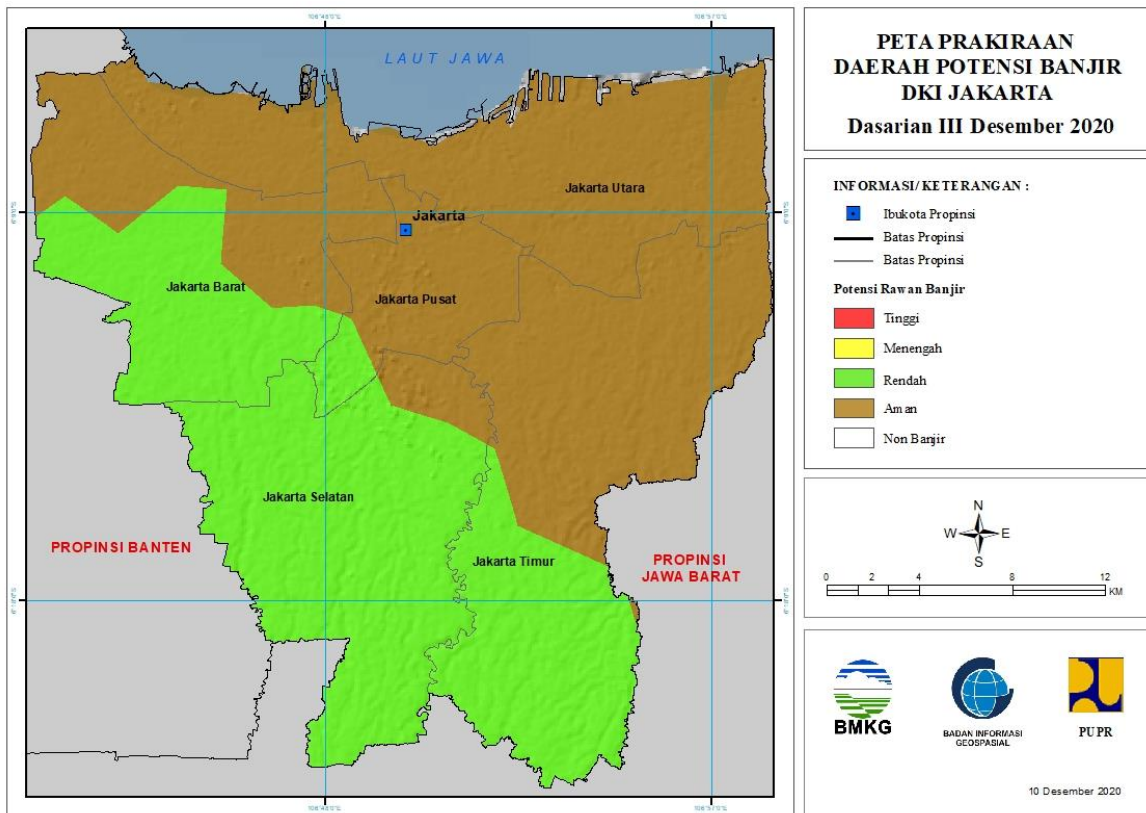 PETA PRAKIRAAN
DAERAH POTENSI BANJIR
DKI JAKARTA
Dasarian III Desember 2020
LAUT JAWA
Jakarta Utara
Jakarta
Jakarta Barat
Jakarta Pusat
Jakarta Selatan
Jakarta Timur
PROPINSI BANTEN
PROPINSI
JAWA BARAT
INFORMASI/KETERANGAN :
Ibukota Propinsi
Batas Propinsi
Batas Propinsi
Potensi Rawan Banjir
Tinggi
Menengah
Rendah
Aman
Non Banjir
N
W E
S
0 2 4 8 12
KM
BMKG
BADAN INFORMASI
GEOSPASIAL
PUPR
10 Desember 2020